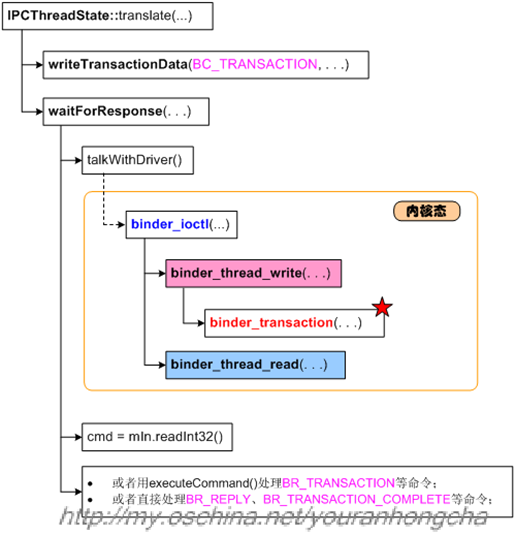 IPCThreadState::translate(...)
writeTransactionData(BC_TRANSACTION, . . .)
waitForResponse(. . .)
talkWithDriver()
内核态
binder_ioctl(...)
binder_thread_write(. . .)
binder_transaction(. . .)
binder_thread_read(. . .)
cmd = mIn.readInt32()
• 或者用executeCommand()处理BR_TRANSACTION等命令；
• 或者直接处理BR_REPLY、BR_TRANSACTION_COMPLETE等命令；
http://my.oschina.net/youranhongcha